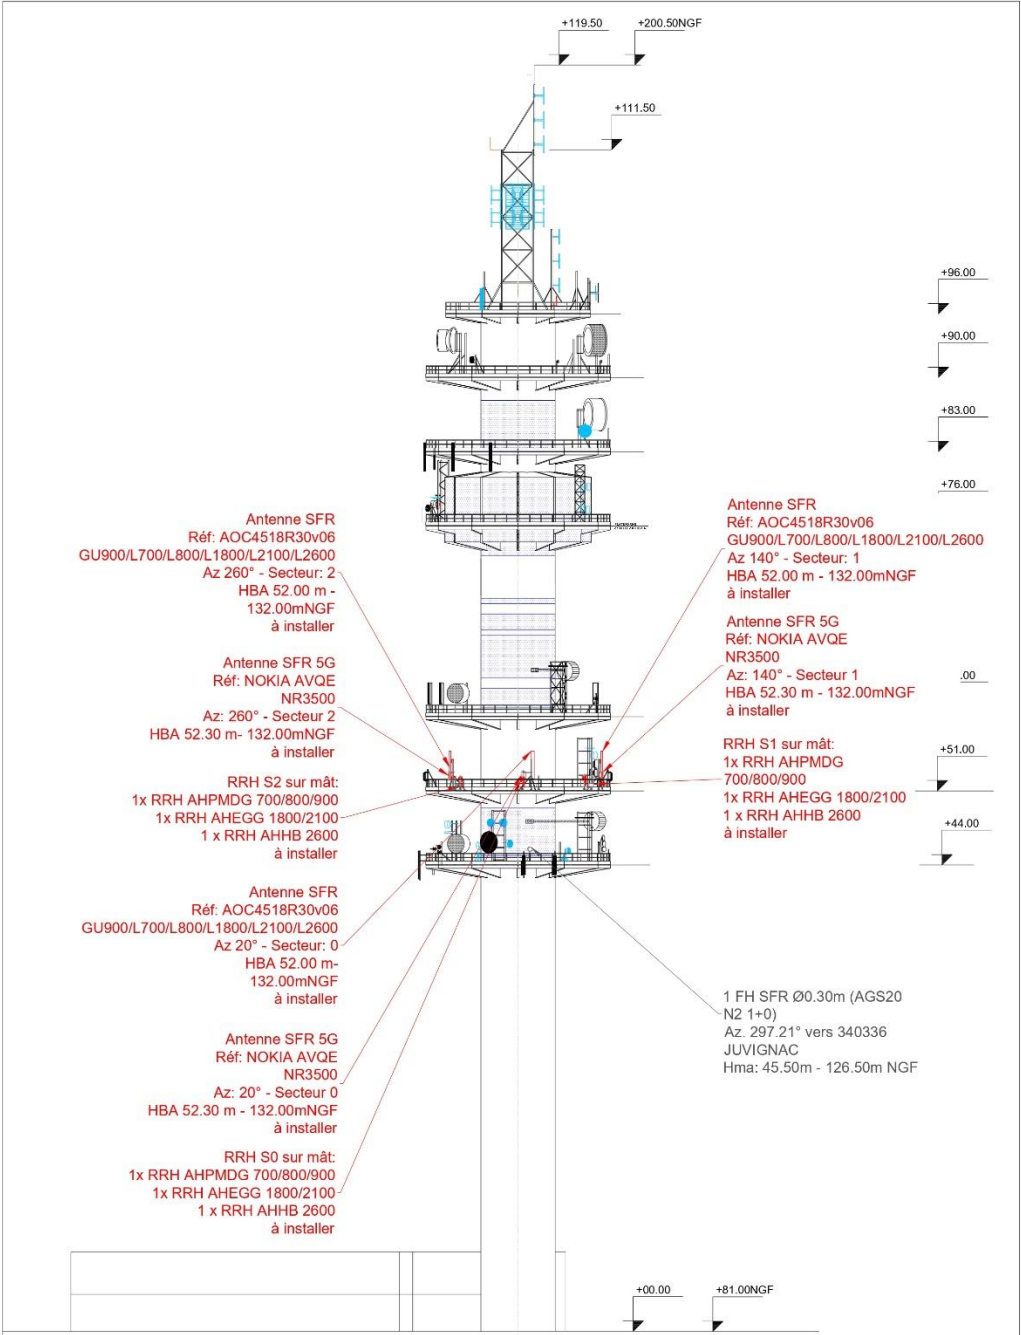 +119.50
+200.50NGF
+111.50
+96.00
+90.00
+83.00
+76.00
Antenne SFR
Réf: AOC4518R30v06
GU900/L700/L800/L1800/L2100/L2600
Az 260° - Secteur: 2
HBA 52.00 m -
132.00mNGF
à installer
Antenne SFR 5G
Réf: NOKIA AVQE
NR3500
Az: 260° - Secteur 2
HBA 52.30 m- 132.00mNGF
à installer
RRH S2 sur mât:
1x RRH AHPMDG 700/800/900
1x RRH AHEGG 1800/2100
1 x RRH AHHB 2600
à installer
Antenne SFR
Réf: AOC4518R30v06
GU900/L700/L800/L1800/L2100/L2600
Az 20° - Secteur: 0
HBA 52.00 m-
132.00mNGF
à installer
Antenne SFR 5G
Réf: NOKIA AVQE
NR3500
Az: 20° - Secteur 0
HBA 52.30 m - 132.00mNGF
à installer
RRH S0 sur mât:
1x RRH AHPMDG 700/800/900
1x RRH AHEGG 1800/2100
1 x RRH AHHB 2600
à installer
Antenne SFR
Réf: AOC4518R30v06
GU900/L700/L800/L1800/L2100/L2600
Az 140° - Secteur: 1
HBA 52.00 m - 132.00mNGF
à installer
Antenne SFR 5G
Réf: NOKIA AVQE
NR3500
Az: 140° - Secteur 1
HBA 52.30 m - 132.00mNGF
à installer
.00
RRH S1 sur mât:
1x RRH AHPMDG
700/800/900
1x RRH AHEGG 1800/2100
1 x RRH AHHB 2600
à installer
+51.00
+44.00
1 FH SFR Ø0.30m (AGS20
N2 1+0)
Az. 297.21° vers 340336
JUVIGNAC
Hma: 45.50m - 126.50m NGF
+00.00
+81.00NGF